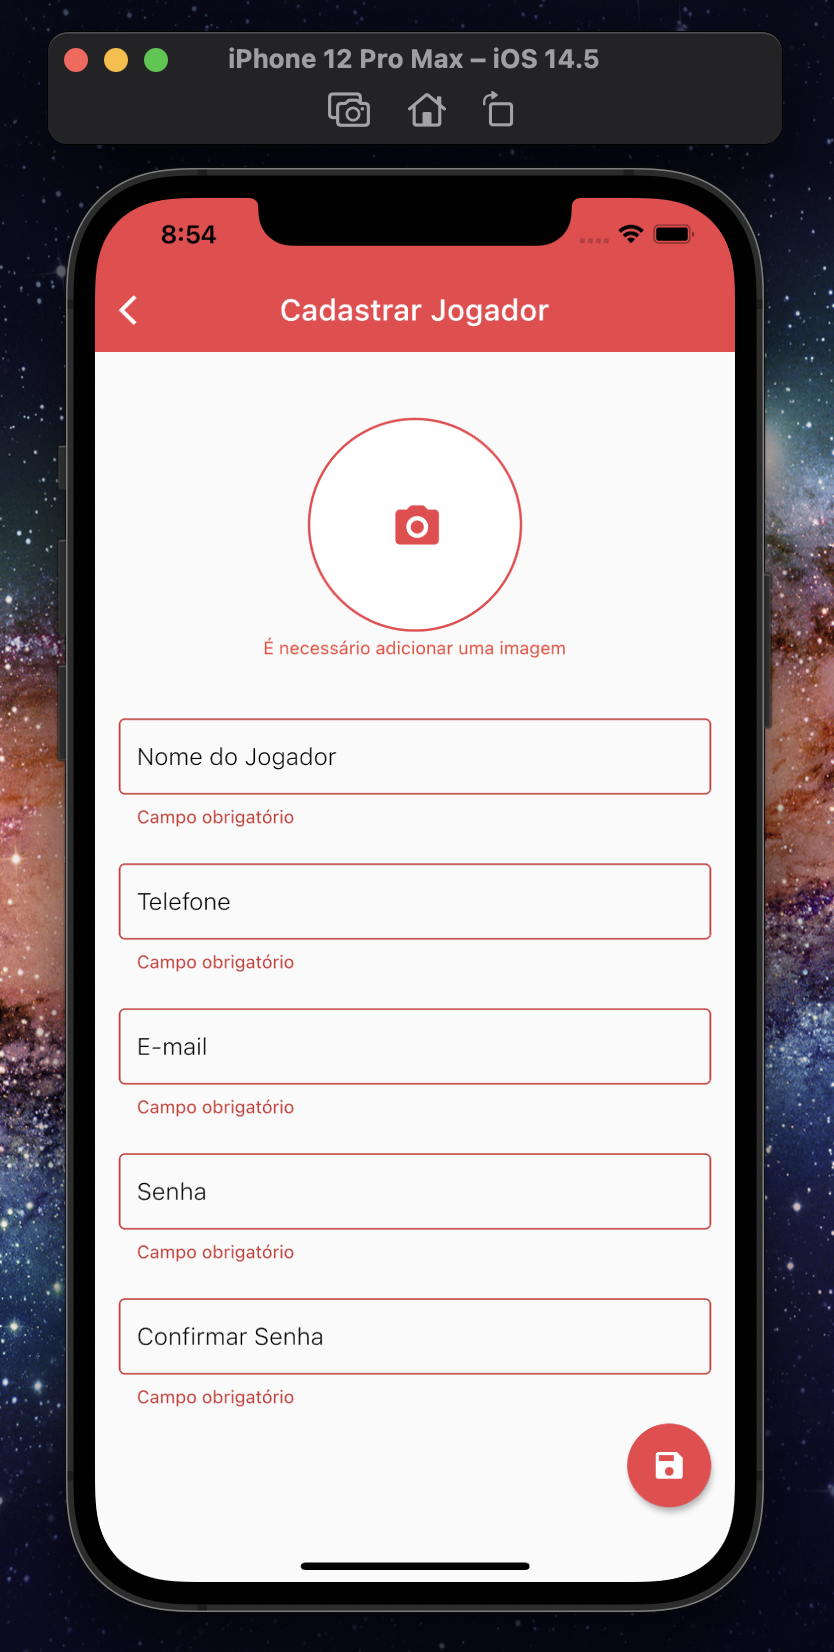 iPhone 12 Pro Max – iOS 14.5
8:54
Cadastrar Jogador
É necessário adicionar uma imagem
Nome do Jogador
Campo obrigatório
Telefone
Campo obrigatório
E-mail
Campo obrigatório
Senha
Campo obrigatório
Confirmar Senha
Campo obrigatório